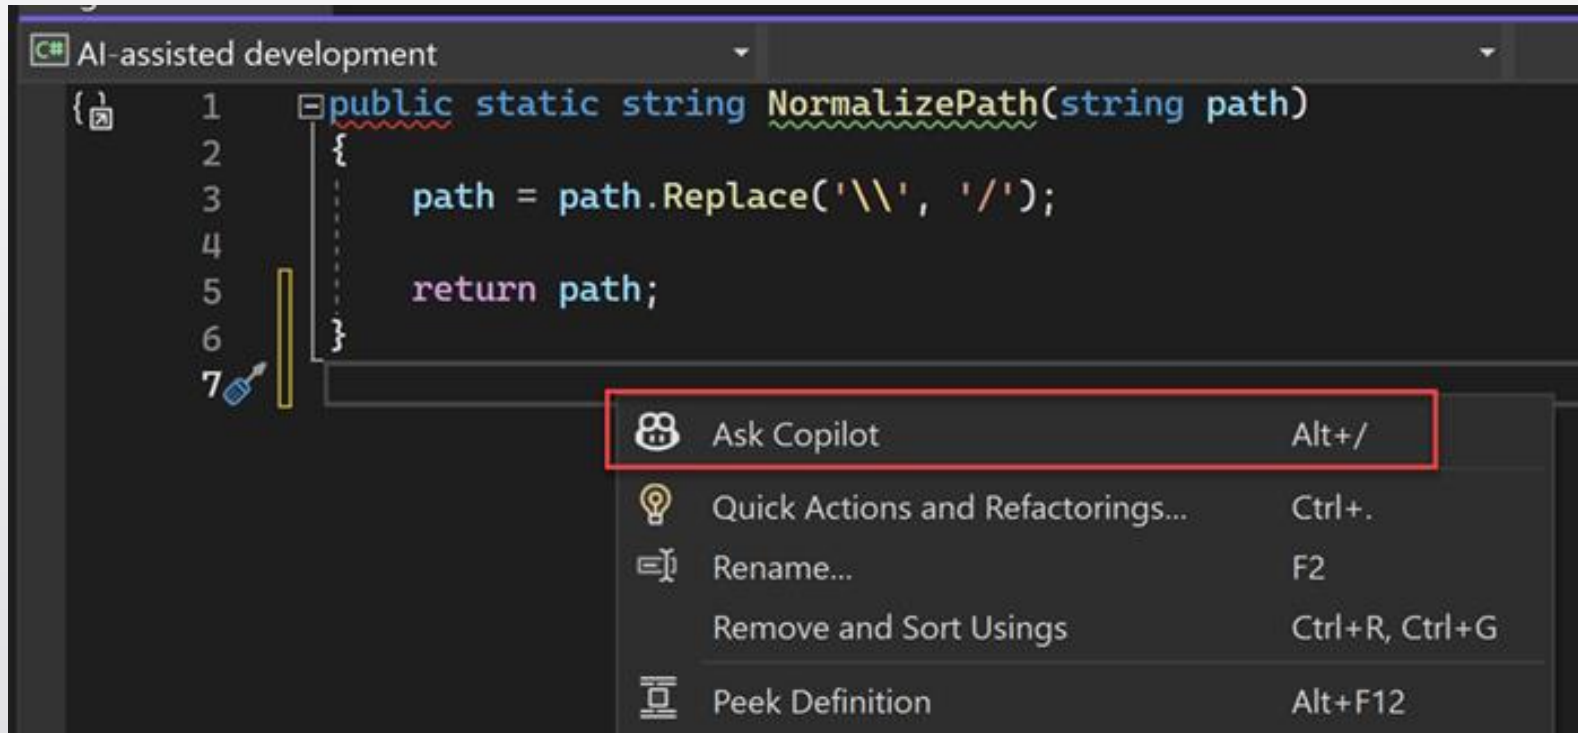 C# AI-assisted development
1 public static string NormalizePath(string path)
2 {
3 path = path.Replace('\\', '/');
4
5 return path;
6 }
7
Ask Copilot Alt+/
Quick Actions and Refactorings... Ctrl+.
Rename... F2
Remove and Sort Usings Ctrl+R, Ctrl+G
Peek Definition Alt+F12